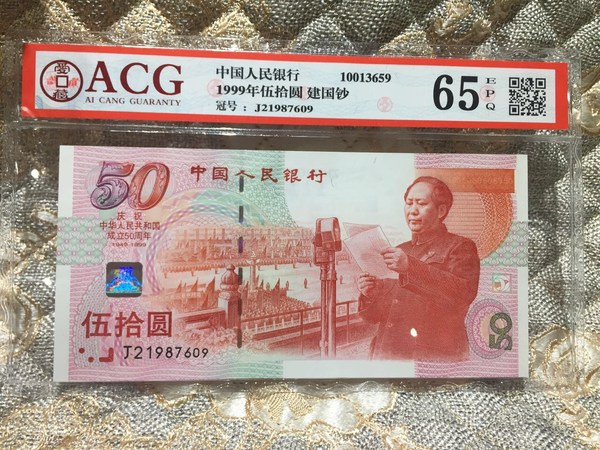 愛藏
ACG
AI CANG GUARANTY
中国人民银行 10013659
1999年伍拾圆 建国钞
冠号：J21987609
65
EPQ
50
中国人民银行
庆祝
中华人民共和国
成立50周年
1949-1999
伍拾圆
J21987609
50